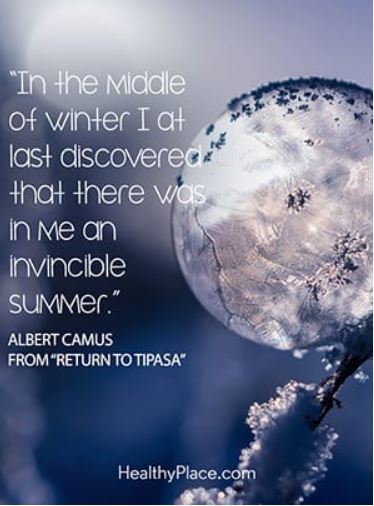 “In the middle
of winter I at
last discovered
that there was
in me an
invincible
summer.”
ALBERT CAMUS
FROM “RETURN TO TIPASA”
HealthyPlace.com